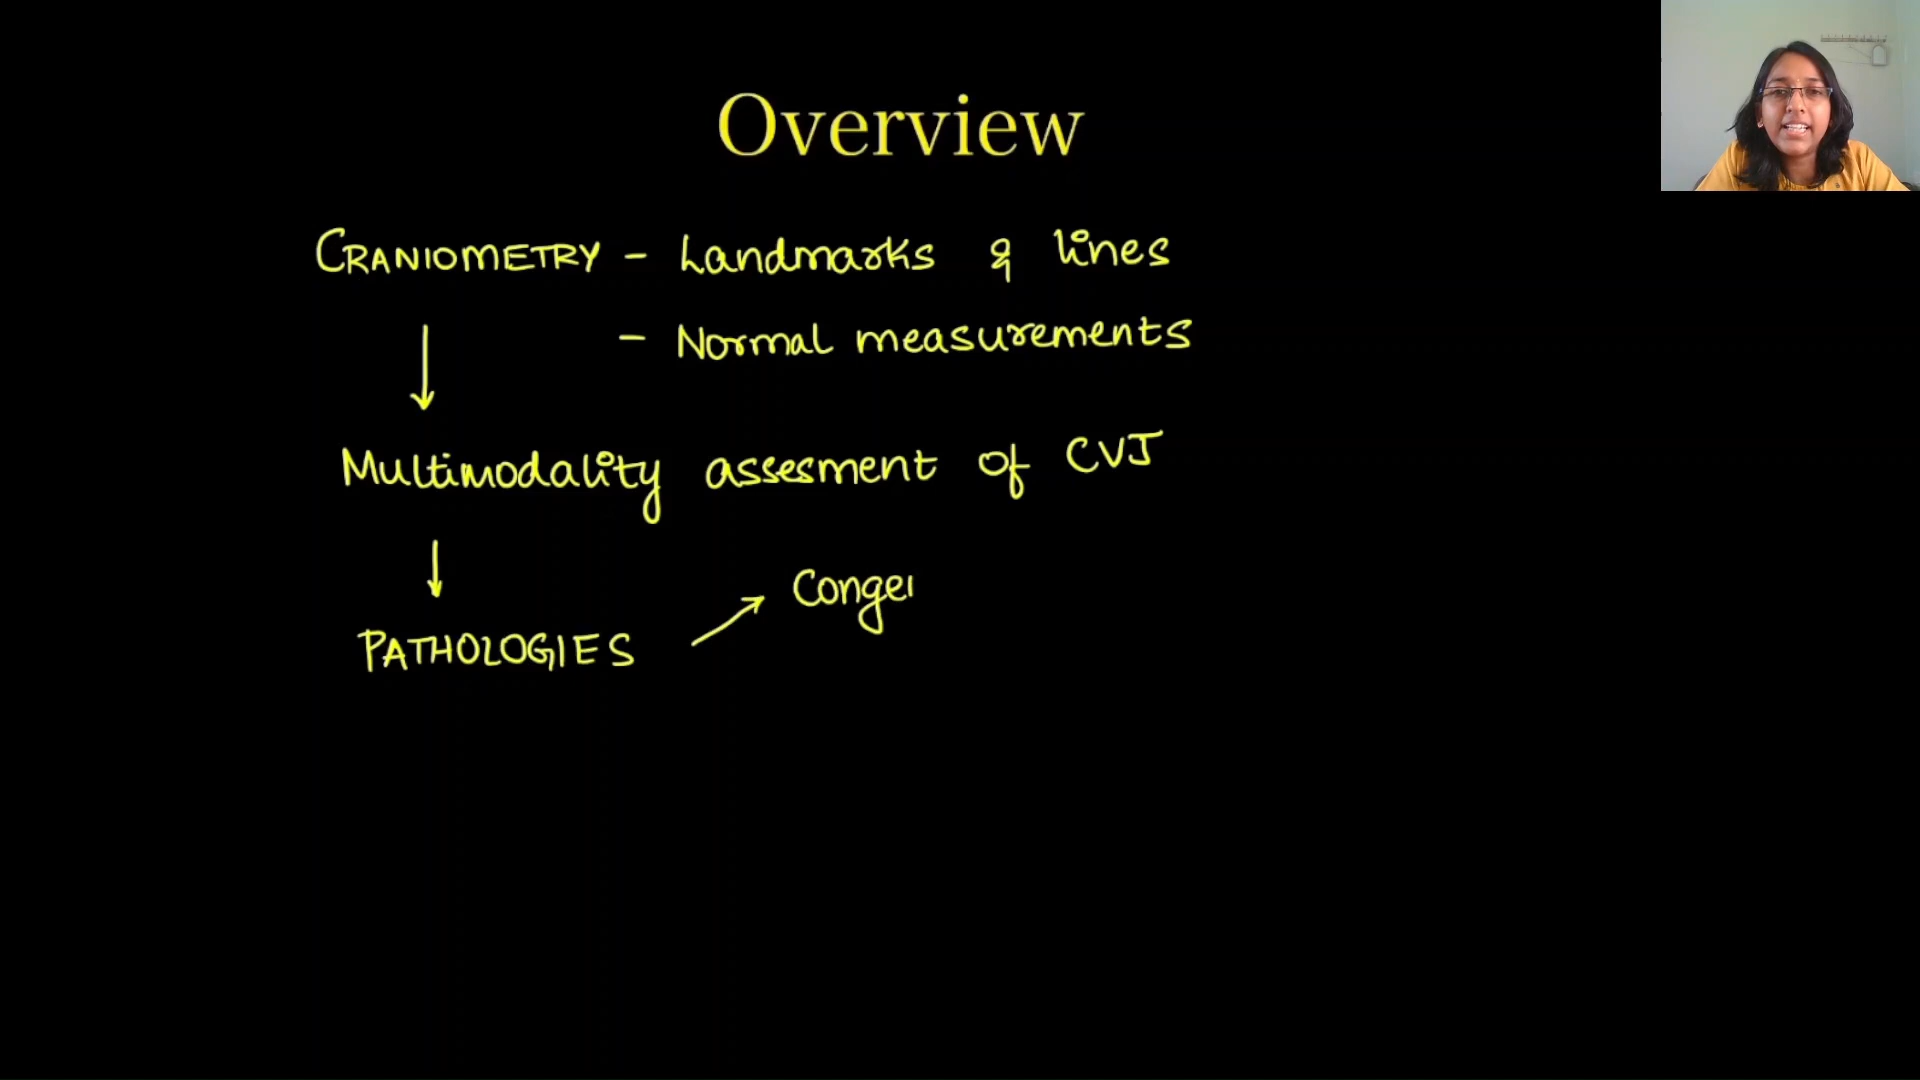 Overview
CRANIOMETRY - Landmarks & lines
- Normal measurements
Multimodality assesment of CVJ
PATHOLOGIES
Conge